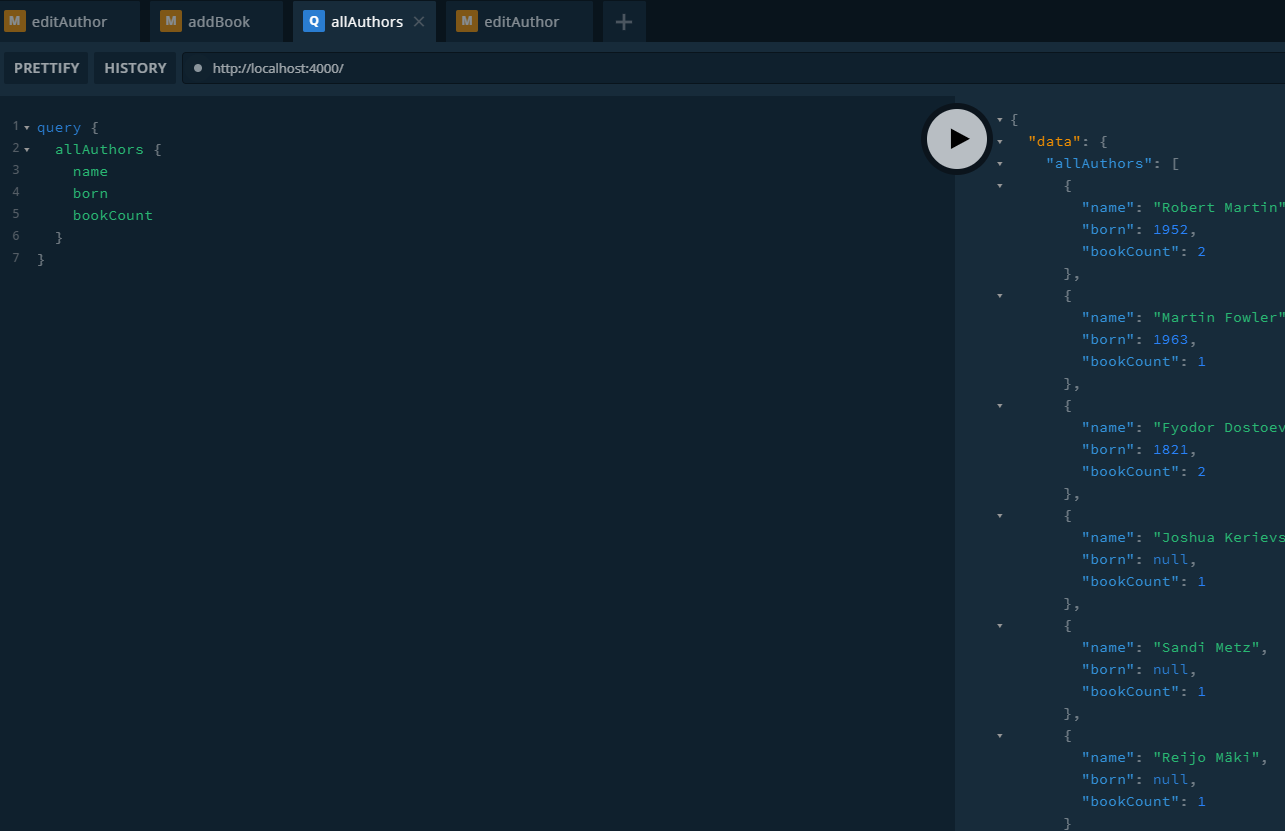 M editAuthor M addBook Q allAuthors × M editAuthor +
PRETTIFY HISTORY http://localhost:4000/
1 query {
2 allAuthors {
3 name
4 born
5 bookCount
6 }
7 }
{
"data": {
"allAuthors": [
{
"name": "Robert Martin"
"born": 1952,
"bookCount": 2
},
{
"name": "Martin Fowler"
"born": 1963,
"bookCount": 1
},
{
"name": "Fyodor Dostoev
"born": 1821,
"bookCount": 2
},
{
"name": "Joshua Kerievs
"born": null,
"bookCount": 1
},
{
"name": "Sandi Metz",
"born": null,
"bookCount": 1
},
{
"name": "Reijo Mäki",
"born": null,
"bookCount": 1
}